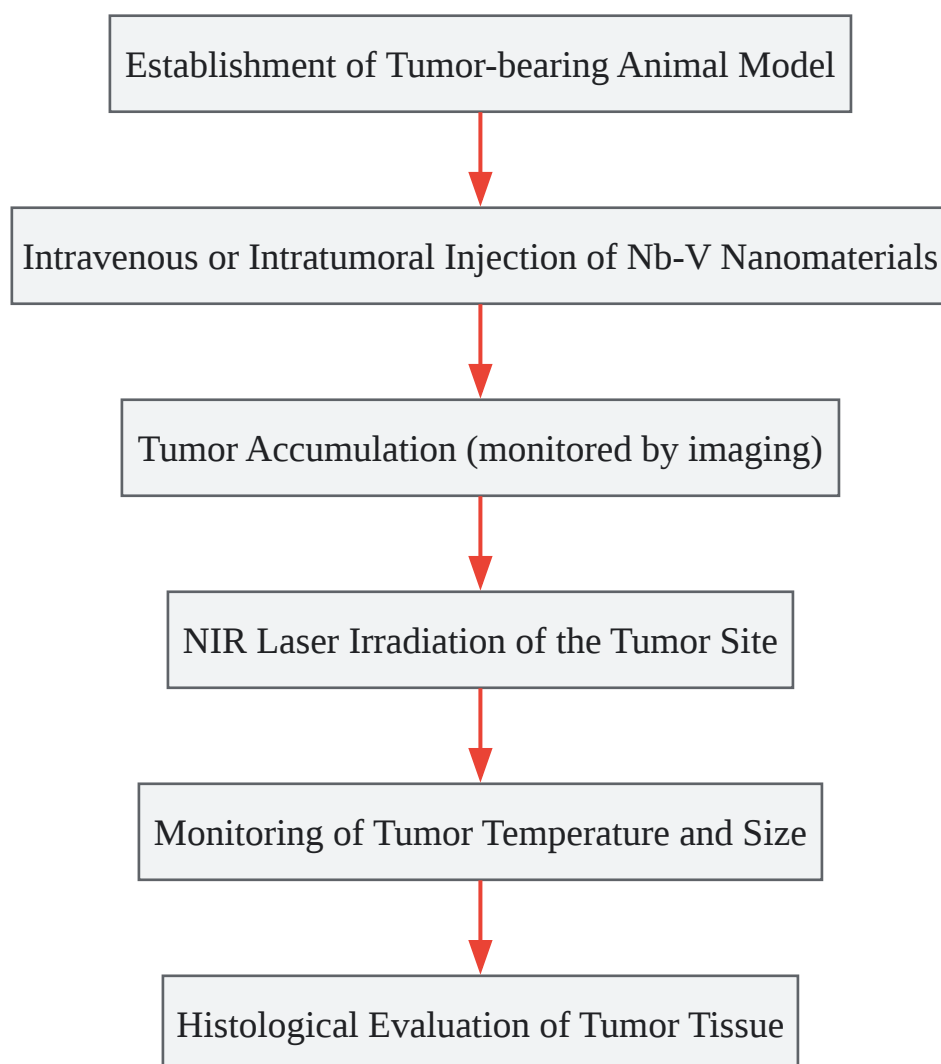 Establishment of Tumor-bearing Animal Model
Intravenous or Intratumoral Injection of Nb-V Nanomaterials
Tumor Accumulation (monitored by imaging)
NIR Laser Irradiation of the Tumor Site
Monitoring of Tumor Temperature and Size
Histological Evaluation of Tumor Tissue